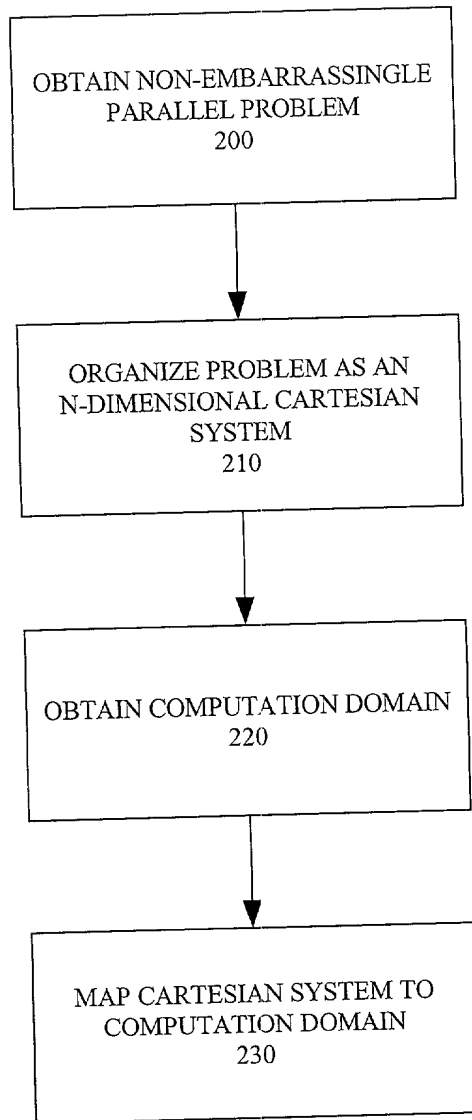 OBTAIN NON-EMBARRASSINGLE
PARALLEL PROBLEM
200
ORGANIZE PROBLEM AS AN
N-DIMENSIONAL CARTESIAN
SYSTEM
210
OBTAIN COMPUTATION DOMAIN
220
MAP CARTESIAN SYSTEM TO
COMPUTATION DOMAIN
230